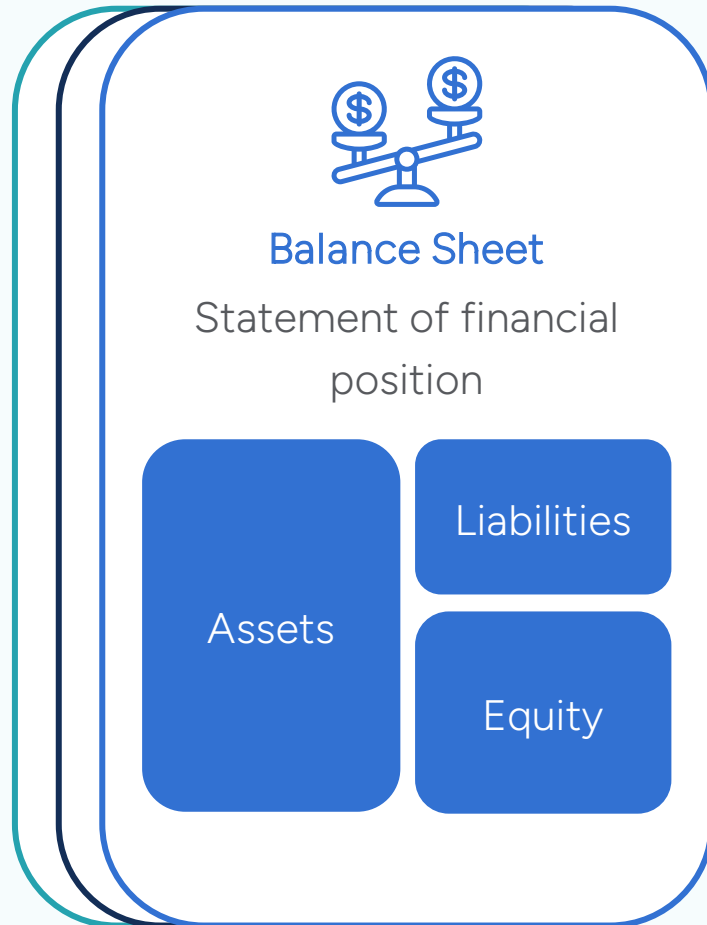 $ $
Balance Sheet
Statement of financial
position
Assets
Liabilities
Equity